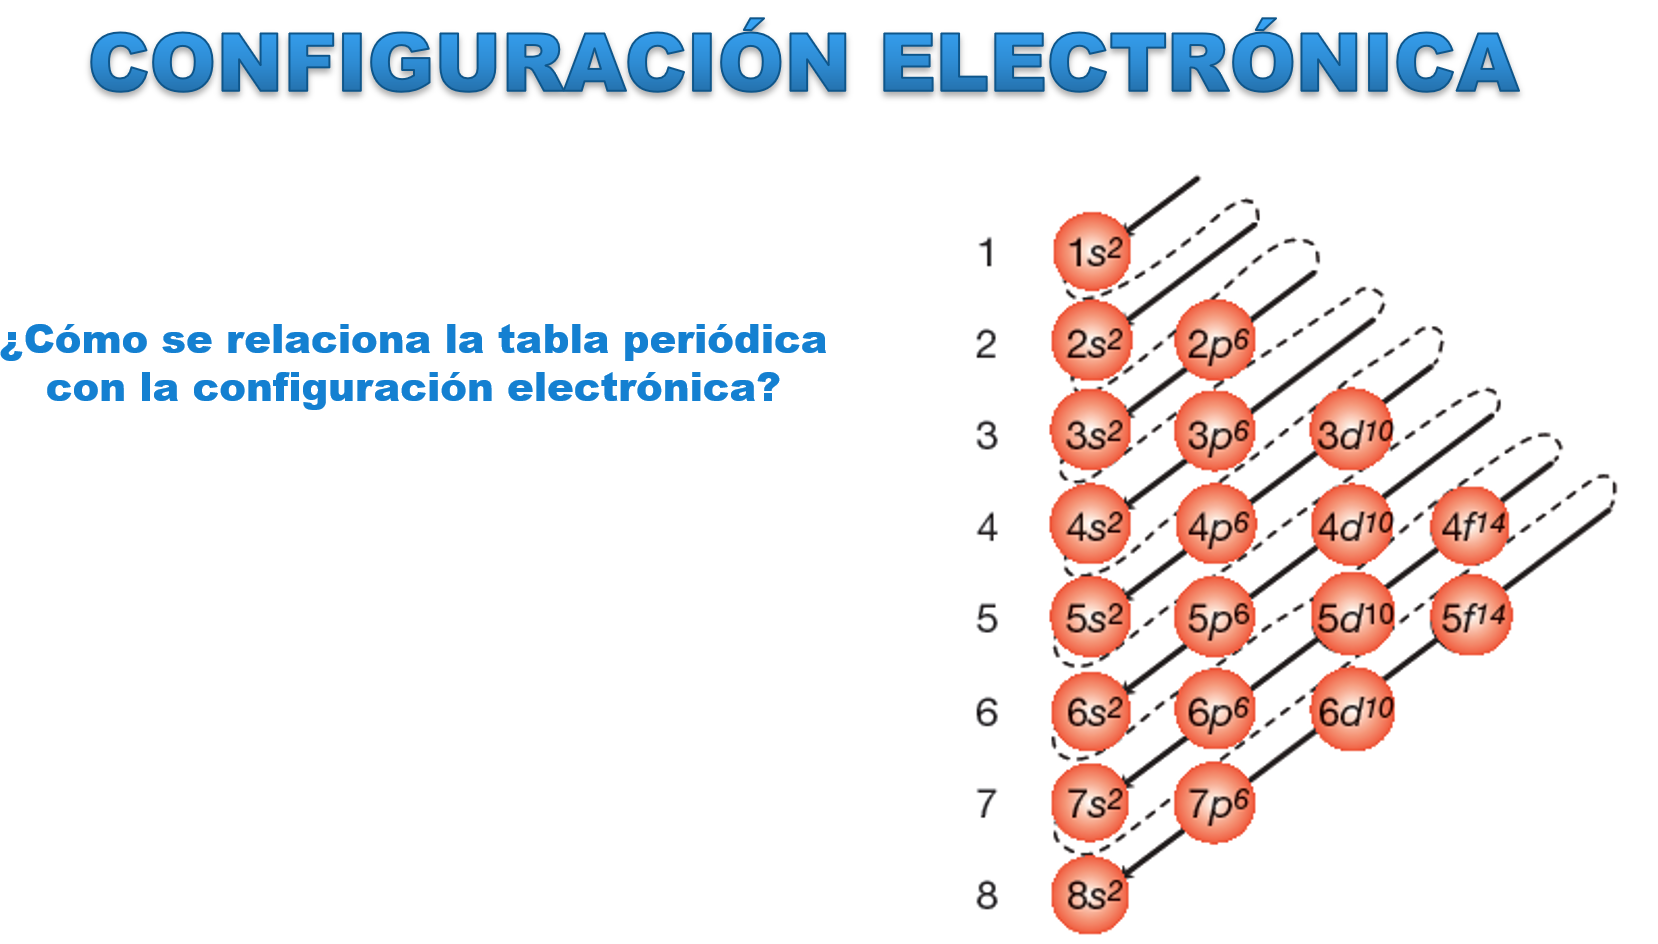 CONFIGURACIÓN ELECTRÓNICA
¿Cómo se relaciona la tabla periódica
con la configuración electrónica?
1 1s²
2 2s² 2p⁶
3 3s² 3p⁶ 3d¹⁰
4 4s² 4p⁶ 4d¹⁰ 4f¹⁴
5 5s² 5p⁶ 5d¹⁰ 5f¹⁴
6 6s² 6p⁶ 6d¹⁰
7 7s² 7p⁶
8 8s²